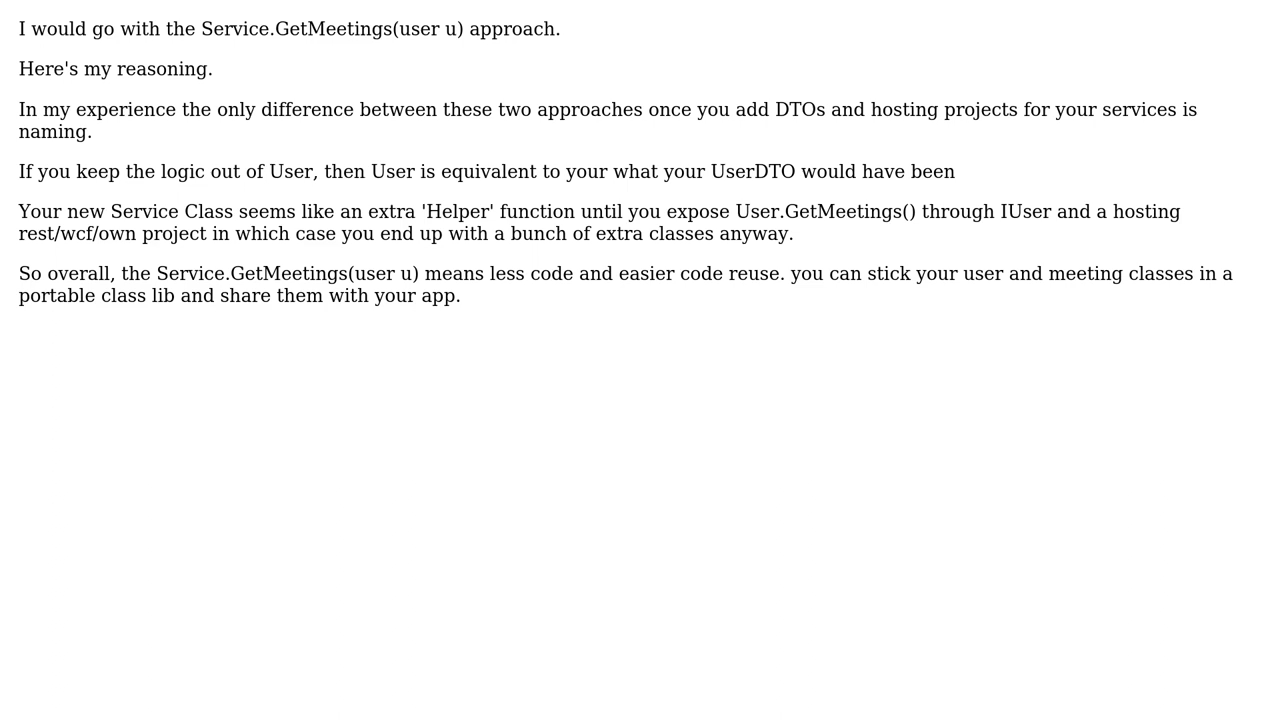 I would go with the Service.GetMeetings(user u) approach.
Here's my reasoning.
In my experience the only difference between these two approaches once you add DTOs and hosting projects for your services is
naming.
If you keep the logic out of User, then User is equivalent to your what your UserDTO would have been
Your new Service Class seems like an extra 'Helper' function until you expose User.GetMeetings() through IUser and a hosting
rest/wcf/own project in which case you end up with a bunch of extra classes anyway.
So overall, the Service.GetMeetings(user u) means less code and easier code reuse. you can stick your user and meeting classes in a
portable class lib and share them with your app.